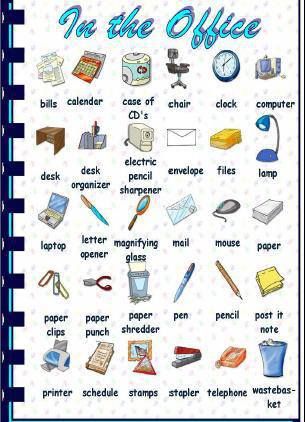 In the Office
bills calendar case of CD's chair clock computer
desk desk organizer electric pencil sharpener envelope files lamp
laptop letter opener magnifying glass mail mouse paper
paper clips paper punch paper shredder pen pencil post it note
printer schedule stamps stapler telephone wastebas-ket